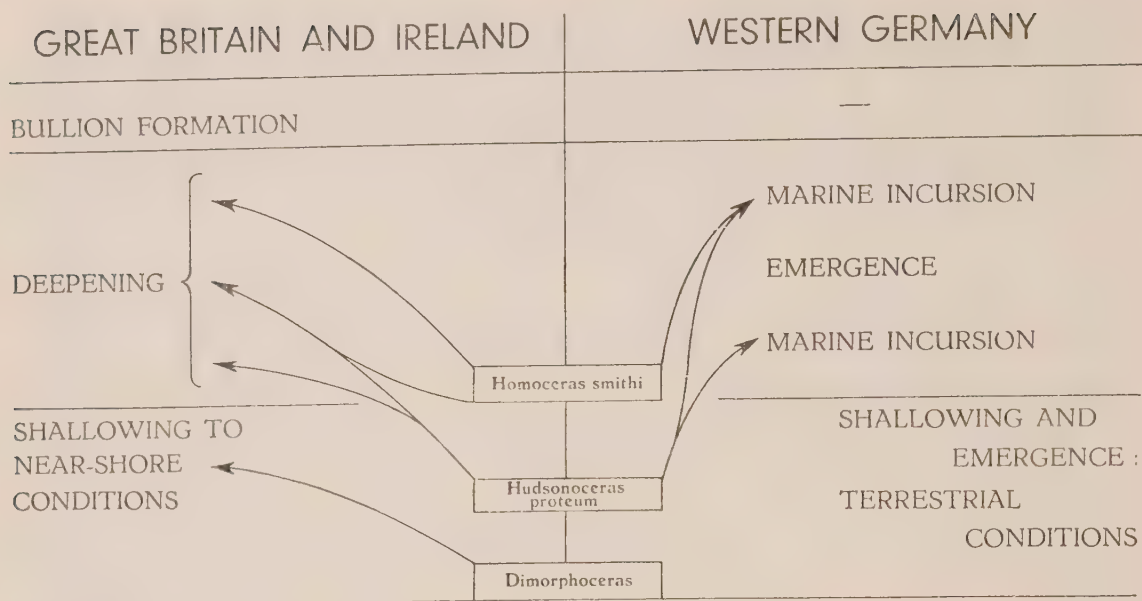 GREAT BRITAIN AND IRELAND
WESTERN GERMANY
BULLION FORMATION
—
DEEPENING
MARINE INCURSION
EMERGENCE
MARINE INCURSION
Homoceras smithi
SHALLOWING TO
NEAR-SHORE
CONDITIONS
SHALLOWING AND
EMERGENCE :
TERRESTRIAL
CONDITIONS
Hudsonoceras
proteum
Dimorphoceras